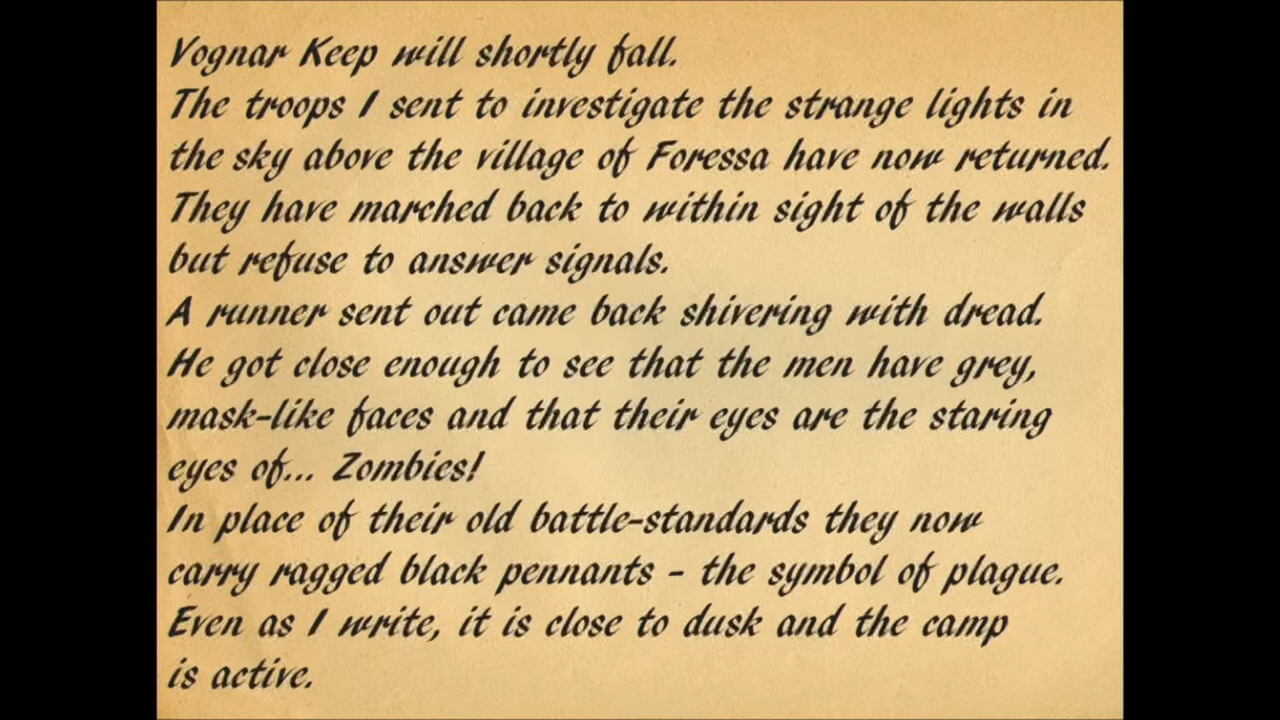 Vognar Keep will shortly fall.
The troops I sent to investigate the strange lights in
the sky above the village of Foressa have now returned.
They have marched back to within sight of the walls
but refuse to answer signals.
A runner sent out came back shivering with dread.
He got close enough to see that the men have grey,
mask-like faces and that their eyes are the staring
eyes of... Zombies!
In place of their old battle-standards they now
carry ragged black pennants - the symbol of plague.
Even as I write, it is close to dusk and the camp
is active.